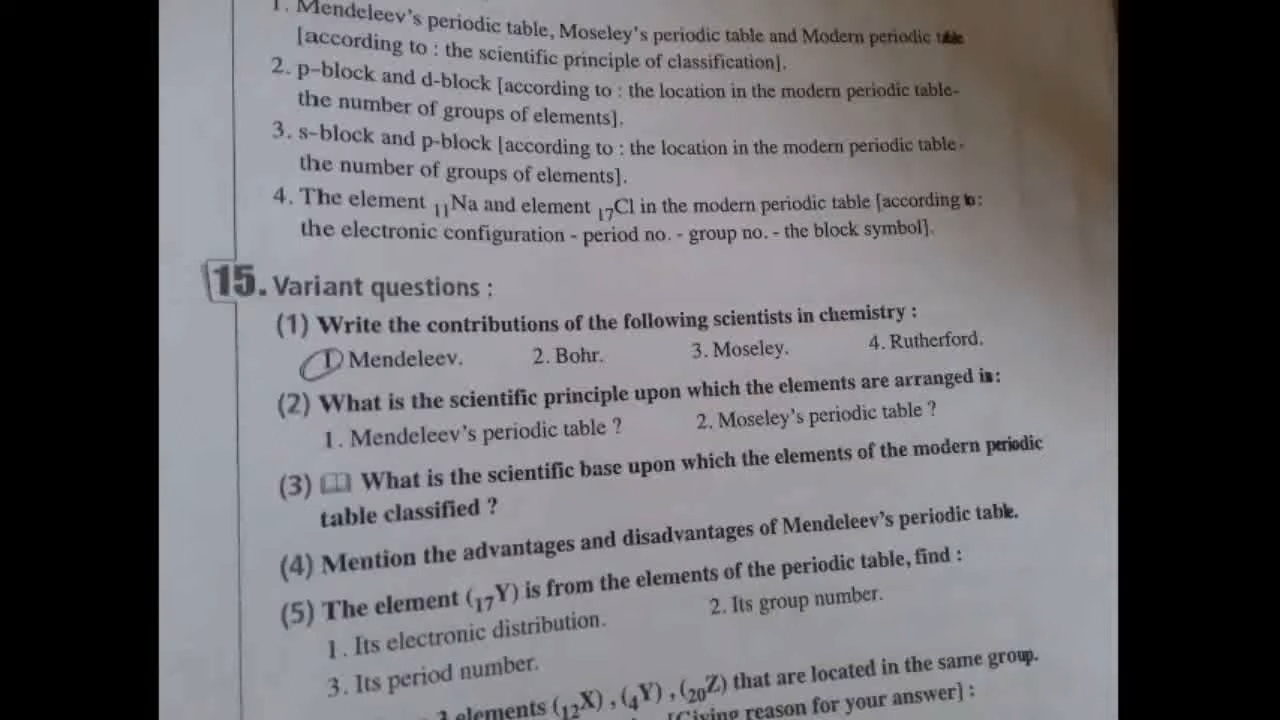 1. Mendeleev's periodic table, Moseley's periodic table and Modern periodic table
[according to : the scientific principle of classification].
2. p-block and d-block [according to : the location in the modern periodic table-
the number of groups of elements].
3. s-block and p-block [according to : the location in the modern periodic table-
the number of groups of elements].
4. The element ₁₁Na and element ₁₇Cl in the modern periodic table [according to:
the electronic configuration - period no. - group no. - the block symbol].
15. Variant questions :
(1) Write the contributions of the following scientists in chemistry :
1) Mendeleev. 2. Bohr. 3. Moseley. 4. Rutherford.
(2) What is the scientific principle upon which the elements are arranged in:
1. Mendeleev's periodic table ? 2. Moseley's periodic table ?
(3) What is the scientific base upon which the elements of the modern periodic
table classified ?
(4) Mention the advantages and disadvantages of Mendeleev's periodic table.
(5) The element (₁₇Y) is from the elements of the periodic table, find :
1. Its electronic distribution. 2. Its group number.
3. Its period number.
3 elements (₁₂X) , (₄Y) , (₂₀Z) that are located in the same group.
[Giving reason for your answer] :